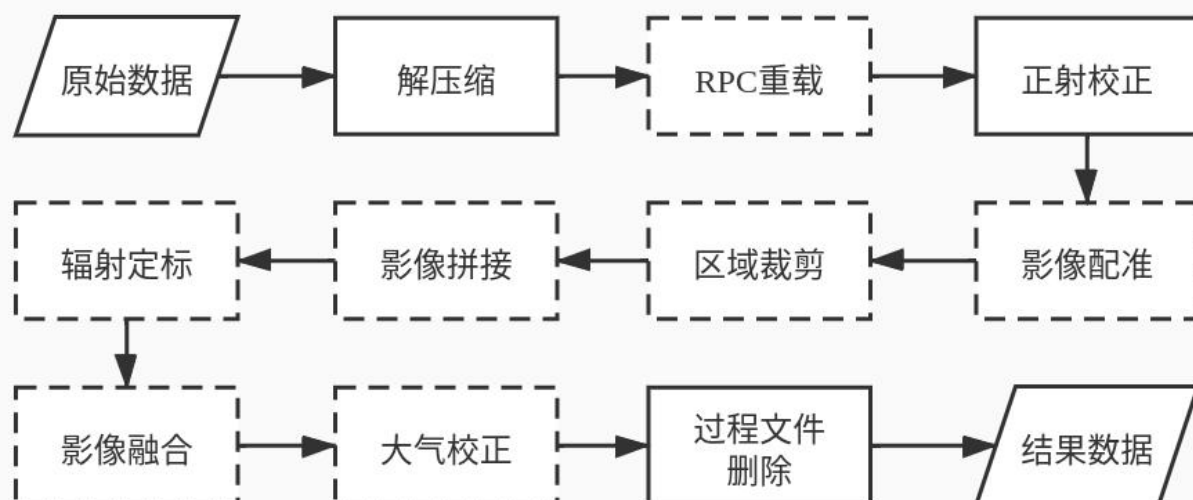 原始数据
解压缩
RPC重载
正射校正
影像配准
区域裁剪
影像拼接
辐射定标
影像融合
大气校正
过程文件
删除
结果数据